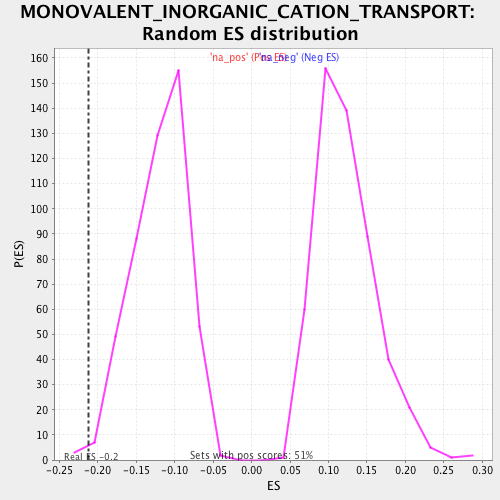 MONOVALENT_INORGANIC_CATION_TRANSPORT:
Random ES distribution
'na_pos' (Pos ES) 'na_neg' (Neg ES)
160
150
140
130
120
110
100
90
80
70
60
50
40
30
20
10
0
P(ES)
Real ES -0.2
Sets with pos scores: 51%
-0.25 -0.20 -0.15 -0.10 -0.05 0.00 0.05 0.10 0.15 0.20 0.25 0.30
ES